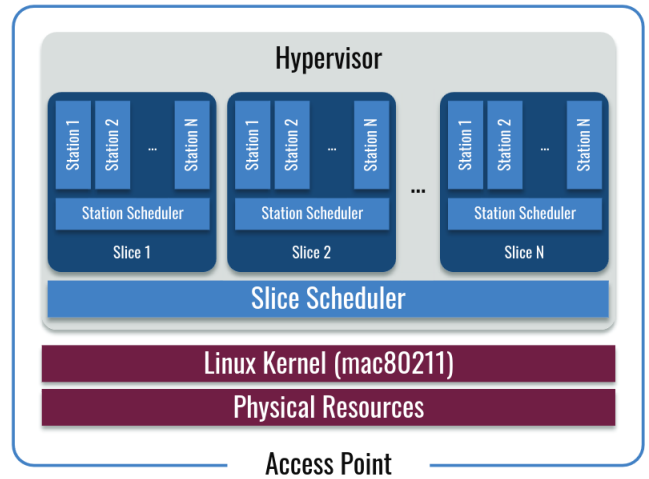 Hypervisor
Station 1
Station 2
...
Station N
Station Scheduler
Slice 1
Station 1
Station 2
...
Station N
Station Scheduler
Slice 2
...
Station 1
Station 2
...
Station N
Station Scheduler
Slice N
Slice Scheduler
Linux Kernel (mac80211)
Physical Resources
Access Point